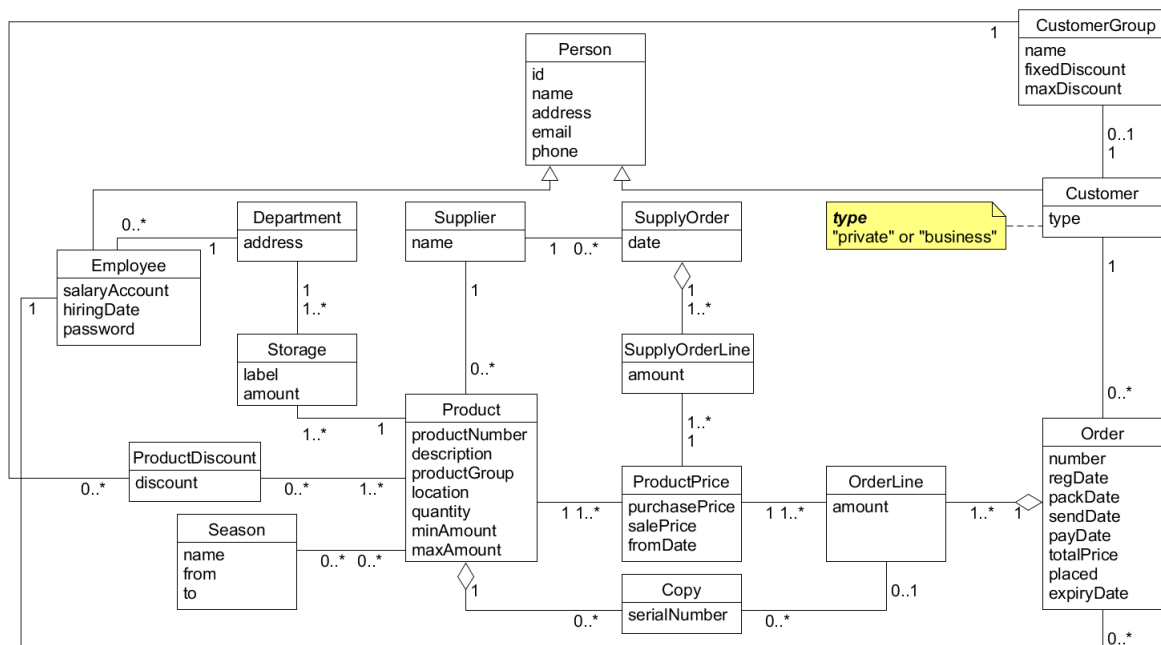 CustomerGroup
name
fixedDiscount
maxDiscount
1
0..1
1
Person
id
name
address
email
phone
Customer
type
type
"private" or "business"
1
0..*
0..*
1
Department
address
Employee
salaryAccount
hiringDate
password
1
1
1..*
Supplier
name
1
0..*
SupplyOrder
date
1
0..*
1
1..*
Storage
label
amount
1..*
1
SupplyOrderLine
amount
1..*
1
Product
productNumber
description
productGroup
location
quantity
minAmount
maxAmount
ProductDiscount
discount
0..*
0..*
1..*
Season
name
from
to
0..*
0..*
1
1..*
ProductPrice
purchasePrice
salePrice
fromDate
1
1..*
OrderLine
amount
1..*
1
Order
number
regDate
packDate
sendDate
payDate
totalPrice
placed
expiryDate
0..*
1
0..*
Copy
serialNumber
0..*
0..1